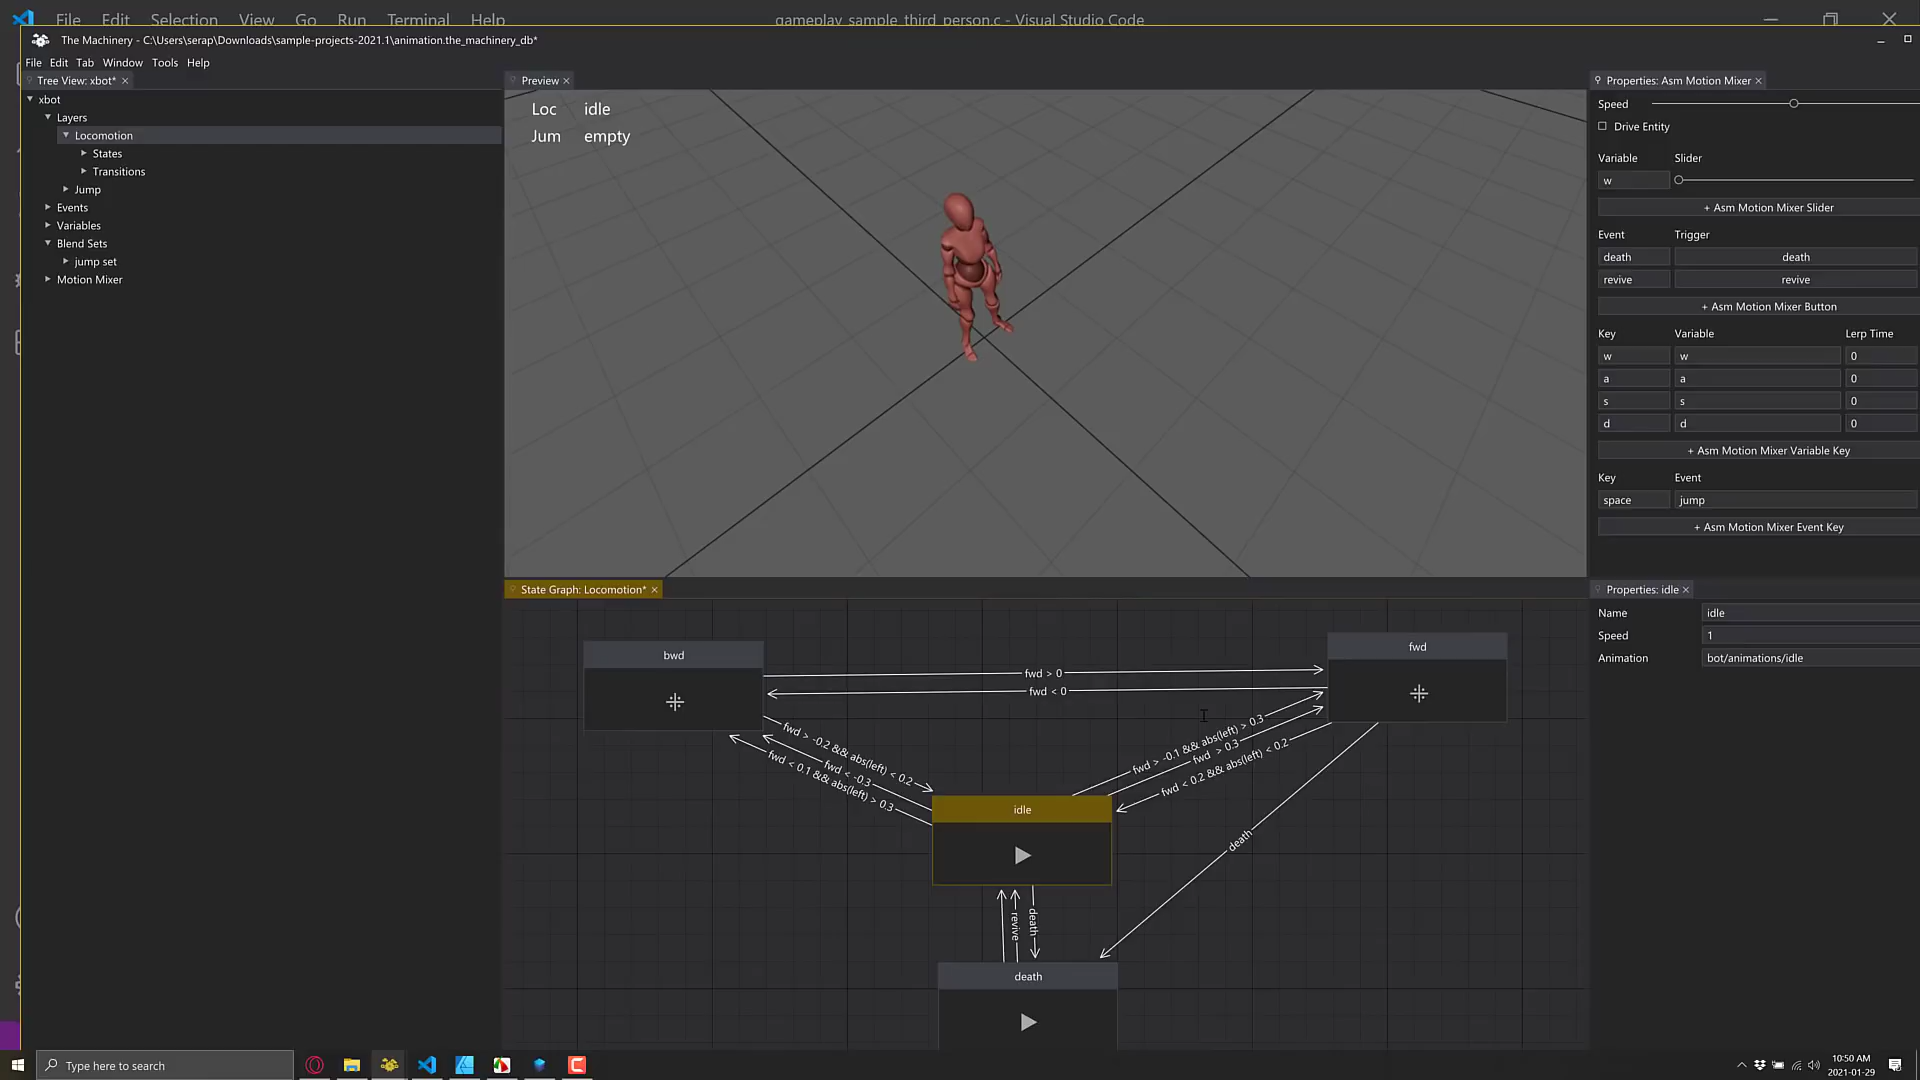 File Edit Selection View Go Run Terminal Help gameplay_sample_third_person.c - Visual Studio Code
The Machinery - C:\Users\serap\Downloads\sample-projects-2021.1\animation.the_machinery_db*
File Edit Tab Window Tools Help
Tree View: xbot*
xbot
Layers
Locomotion
States
Transitions
Jump
Events
Variables
Blend Sets
jump set
Motion Mixer
Preview
Loc idle
Jum empty
Properties: Asm Motion Mixer
Speed
Drive Entity
Variable Slider
w
+ Asm Motion Mixer Slider
Event Trigger
death death
revive revive
+ Asm Motion Mixer Button
Key Variable Lerp Time
w w 0
a a 0
s s 0
d d 0
+ Asm Motion Mixer Variable Key
Key Event
space jump
+ Asm Motion Mixer Event Key
State Graph: Locomotion*
bwd
fwd
fwd > 0
fwd < 0
fwd > -0.2 && abs(left) < 0.2
fwd < -0.3
fwd < 0.1 && abs(left) > 0.3
fwd > -0.1 && abs(left) > 0.3
fwd > 0.3
fwd < 0.2 && abs(left) < 0.2
idle
death
revive
death
death
Properties: idle
Name idle
Speed 1
Animation bot/animations/idle
Type here to search
10:50 AM
2021-01-29